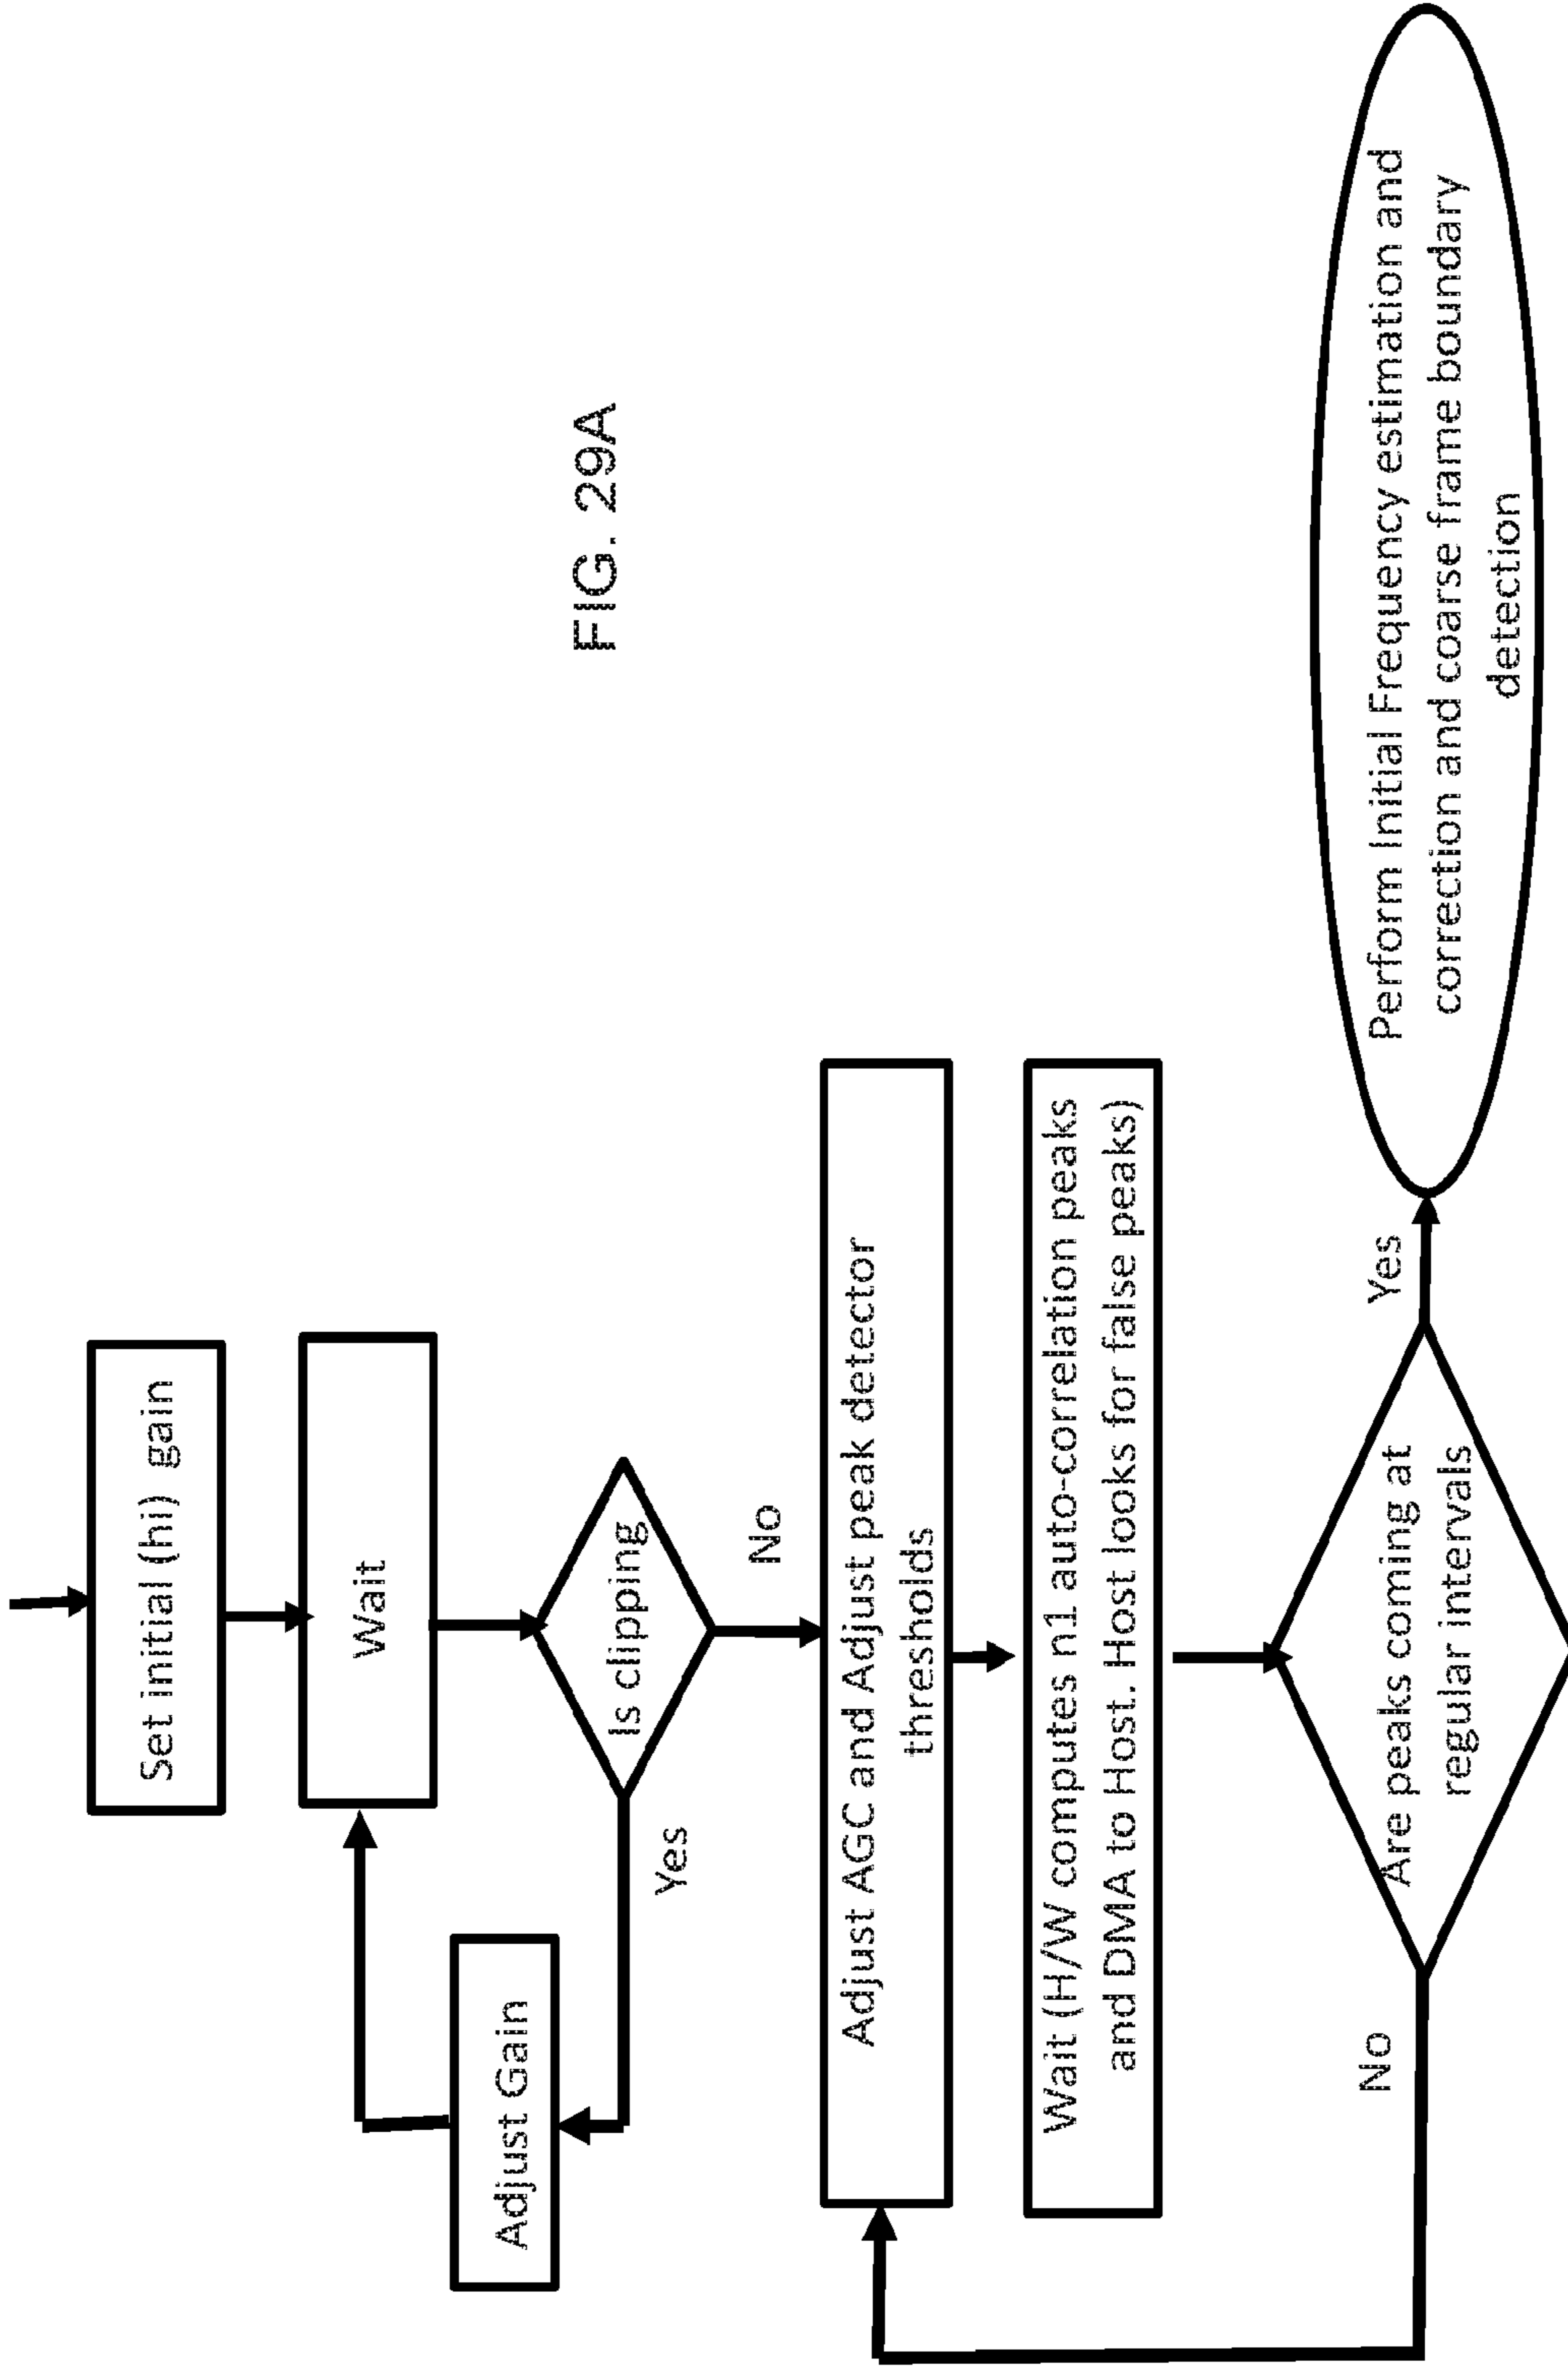 Set initial (hi) gain
Wait
Adjust Gain
Is clipping
Yes
No
FIG. 29A
Adjust AGC and Adjust peak detector
thresholds
Wait (H/W computes n1 auto-correlation peaks
and DMA to Host. Host looks for false peaks)
Are peaks coming at
regular intervals
No
Yes
Perform Initial Frequency estimation and
correction and coarse frame boundary
detection